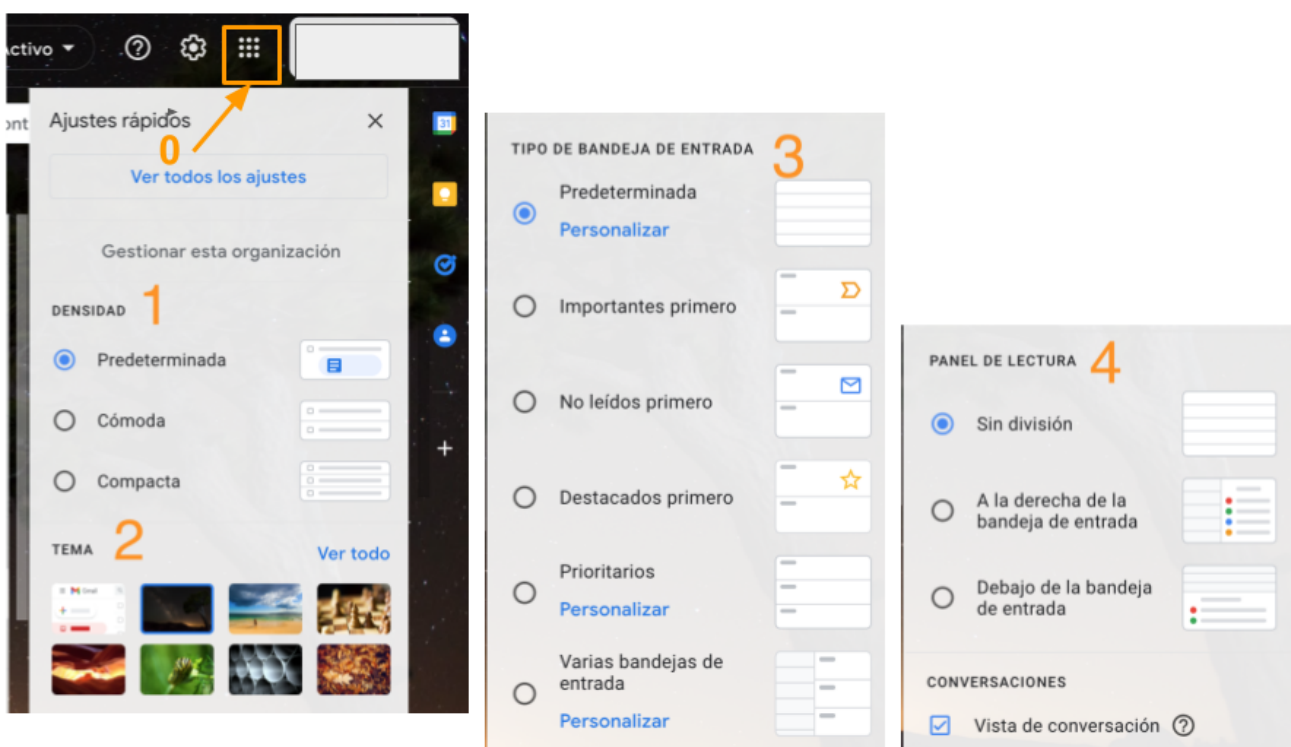 Activo
Ajustes rápidos
0
Ver todos los ajustes
31
Gestionar esta organización
DENSIDAD 1
Predeterminada
Cómoda
Compacta
TEMA 2 Ver todo
Gmail
TIPO DE BANDEJA DE ENTRADA 3
Predeterminada
Personalizar
Importantes primero
No leídos primero
Destacados primero
Prioritarios
Personalizar
Varias bandejas de
entrada
Personalizar
PANEL DE LECTURA 4
Sin división
A la derecha de la
bandeja de entrada
Debajo de la bandeja
de entrada
CONVERSACIONES
Vista de conversación